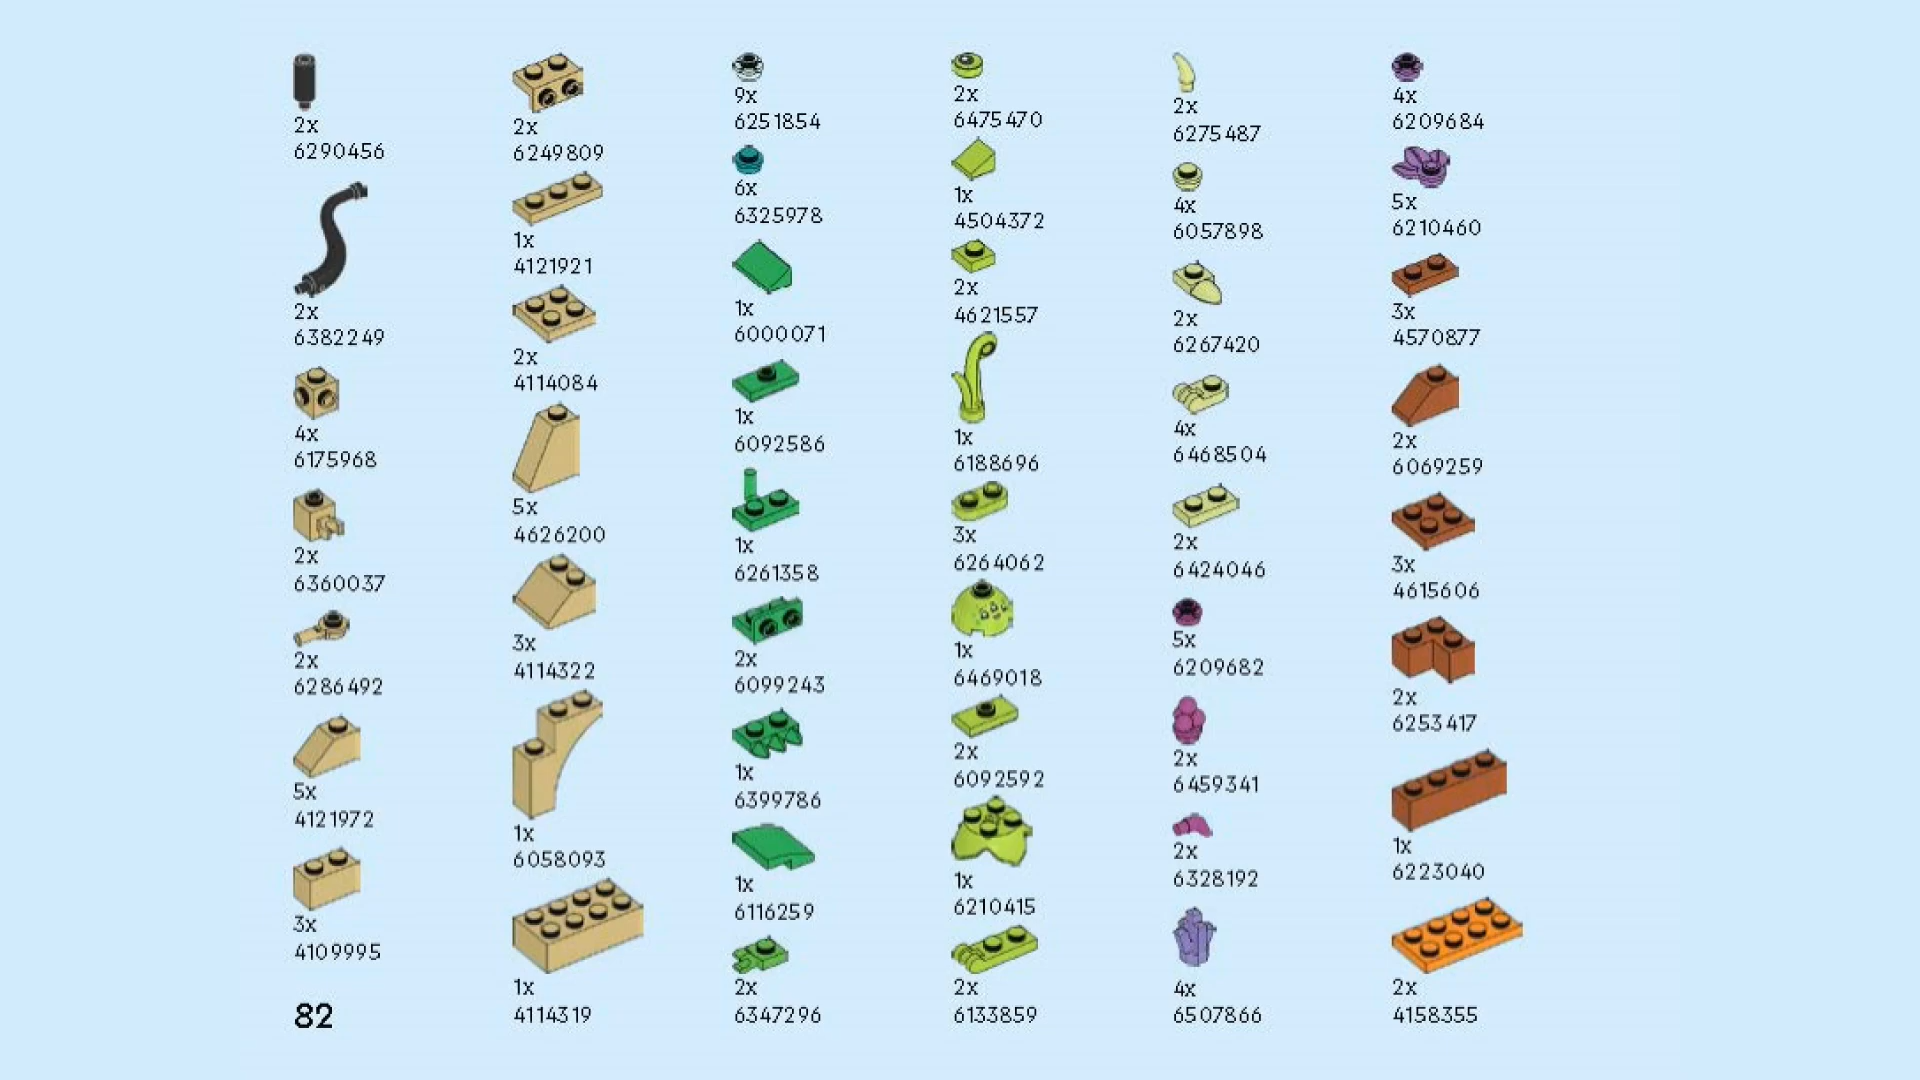 2x
6290456
2x
6382249
4x
6175968
2x
6360037
2x
6286492
5x
4121972
3x
4109995
82
2x
6249809
1x
4121921
2x
4114084
5x
4626200
3x
4114322
1x
6058093
1x
4114319
9x
6251854
6x
6325978
1x
6000071
1x
6092586
1x
6261358
2x
6099243
1x
6399786
1x
6116259
2x
6347296
2x
6475470
1x
4504372
2x
4621557
1x
6188696
3x
6264062
1x
6469018
2x
6092592
1x
6210415
2x
6133859
2x
6275487
4x
6057898
2x
6267420
4x
6468504
2x
6424046
5x
6209682
2x
6459341
2x
6328192
4x
6507866
4x
6209684
5x
6210460
3x
4570877
2x
6069259
3x
4615606
2x
6253417
1x
6223040
2x
4158355